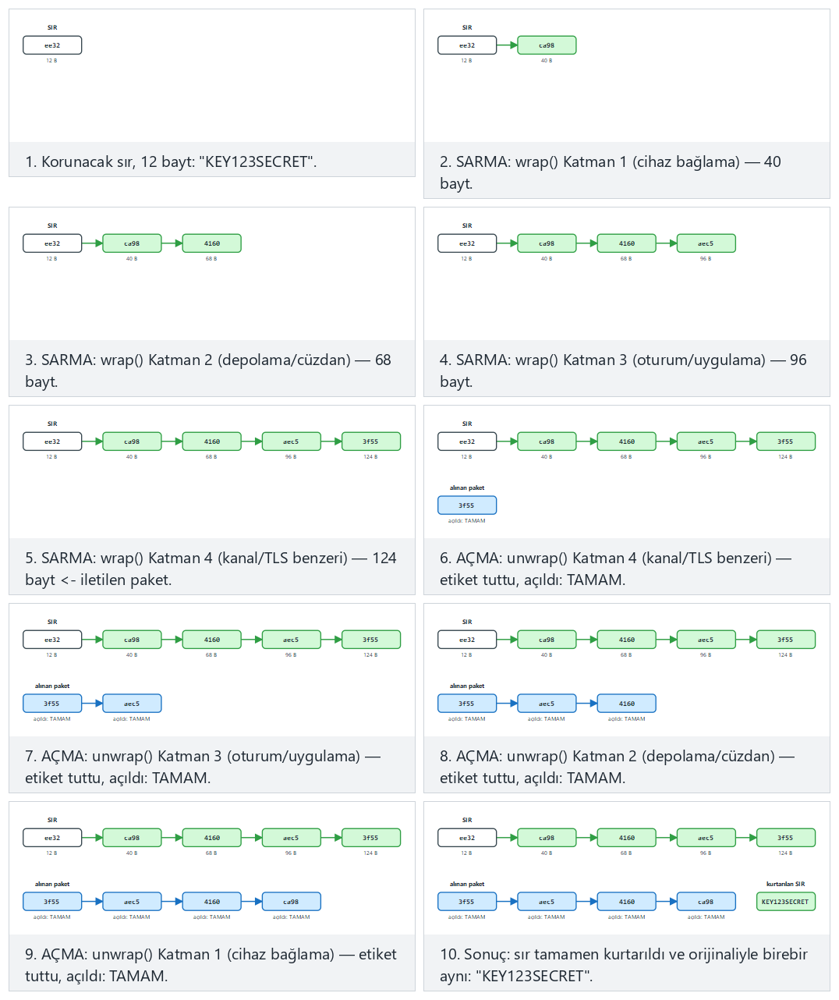 SIR
ee32
12 B
1. Korunacak sır, 12 bayt: "KEY123SECRET".
SIR
ee32 ca98
12 B 40 B
2. SARMA: wrap() Katman 1 (cihaz bağlama) — 40
bayt.
SIR
ee32 ca98 4160
12 B 40 B 68 B
3. SARMA: wrap() Katman 2 (depolama/cüzdan) — 68
bayt.
SIR
ee32 ca98 4160 aec5
12 B 40 B 68 B 96 B
4. SARMA: wrap() Katman 3 (oturum/uygulama) — 96
bayt.
SIR
ee32 ca98 4160 aec5 3f55
12 B 40 B 68 B 96 B 124 B
5. SARMA: wrap() Katman 4 (kanal/TLS benzeri) — 124
bayt <- iletilen paket.
SIR
ee32 ca98 4160 aec5 3f55
12 B 40 B 68 B 96 B 124 B
alınan paket
3f55
açıldı: TAMAM
6. AÇMA: unwrap() Katman 4 (kanal/TLS benzeri) —
etiket tuttu, açıldı: TAMAM.
SIR
ee32 ca98 4160 aec5 3f55
12 B 40 B 68 B 96 B 124 B
alınan paket
3f55 aec5
açıldı: TAMAM açıldı: TAMAM
7. AÇMA: unwrap() Katman 3 (oturum/uygulama) —
etiket tuttu, açıldı: TAMAM.
SIR
ee32 ca98 4160 aec5 3f55
12 B 40 B 68 B 96 B 124 B
alınan paket
3f55 aec5 4160
açıldı: TAMAM açıldı: TAMAM açıldı: TAMAM
8. AÇMA: unwrap() Katman 2 (depolama/cüzdan) —
etiket tuttu, açıldı: TAMAM.
SIR
ee32 ca98 4160 aec5 3f55
12 B 40 B 68 B 96 B 124 B
alınan paket
3f55 aec5 4160 ca98
açıldı: TAMAM açıldı: TAMAM açıldı: TAMAM açıldı: TAMAM
9. AÇMA: unwrap() Katman 1 (cihaz bağlama) — etiket
tuttu, açıldı: TAMAM.
SIR
ee32 ca98 4160 aec5 3f55
12 B 40 B 68 B 96 B 124 B
alınan paket kurtarılan SIR
3f55 aec5 4160 ca98 KEY123SECRET
açıldı: TAMAM açıldı: TAMAM açıldı: TAMAM açıldı: TAMAM
10. Sonuç: sır tamamen kurtarıldı ve orijinaliyle birebir
aynı: "KEY123SECRET".